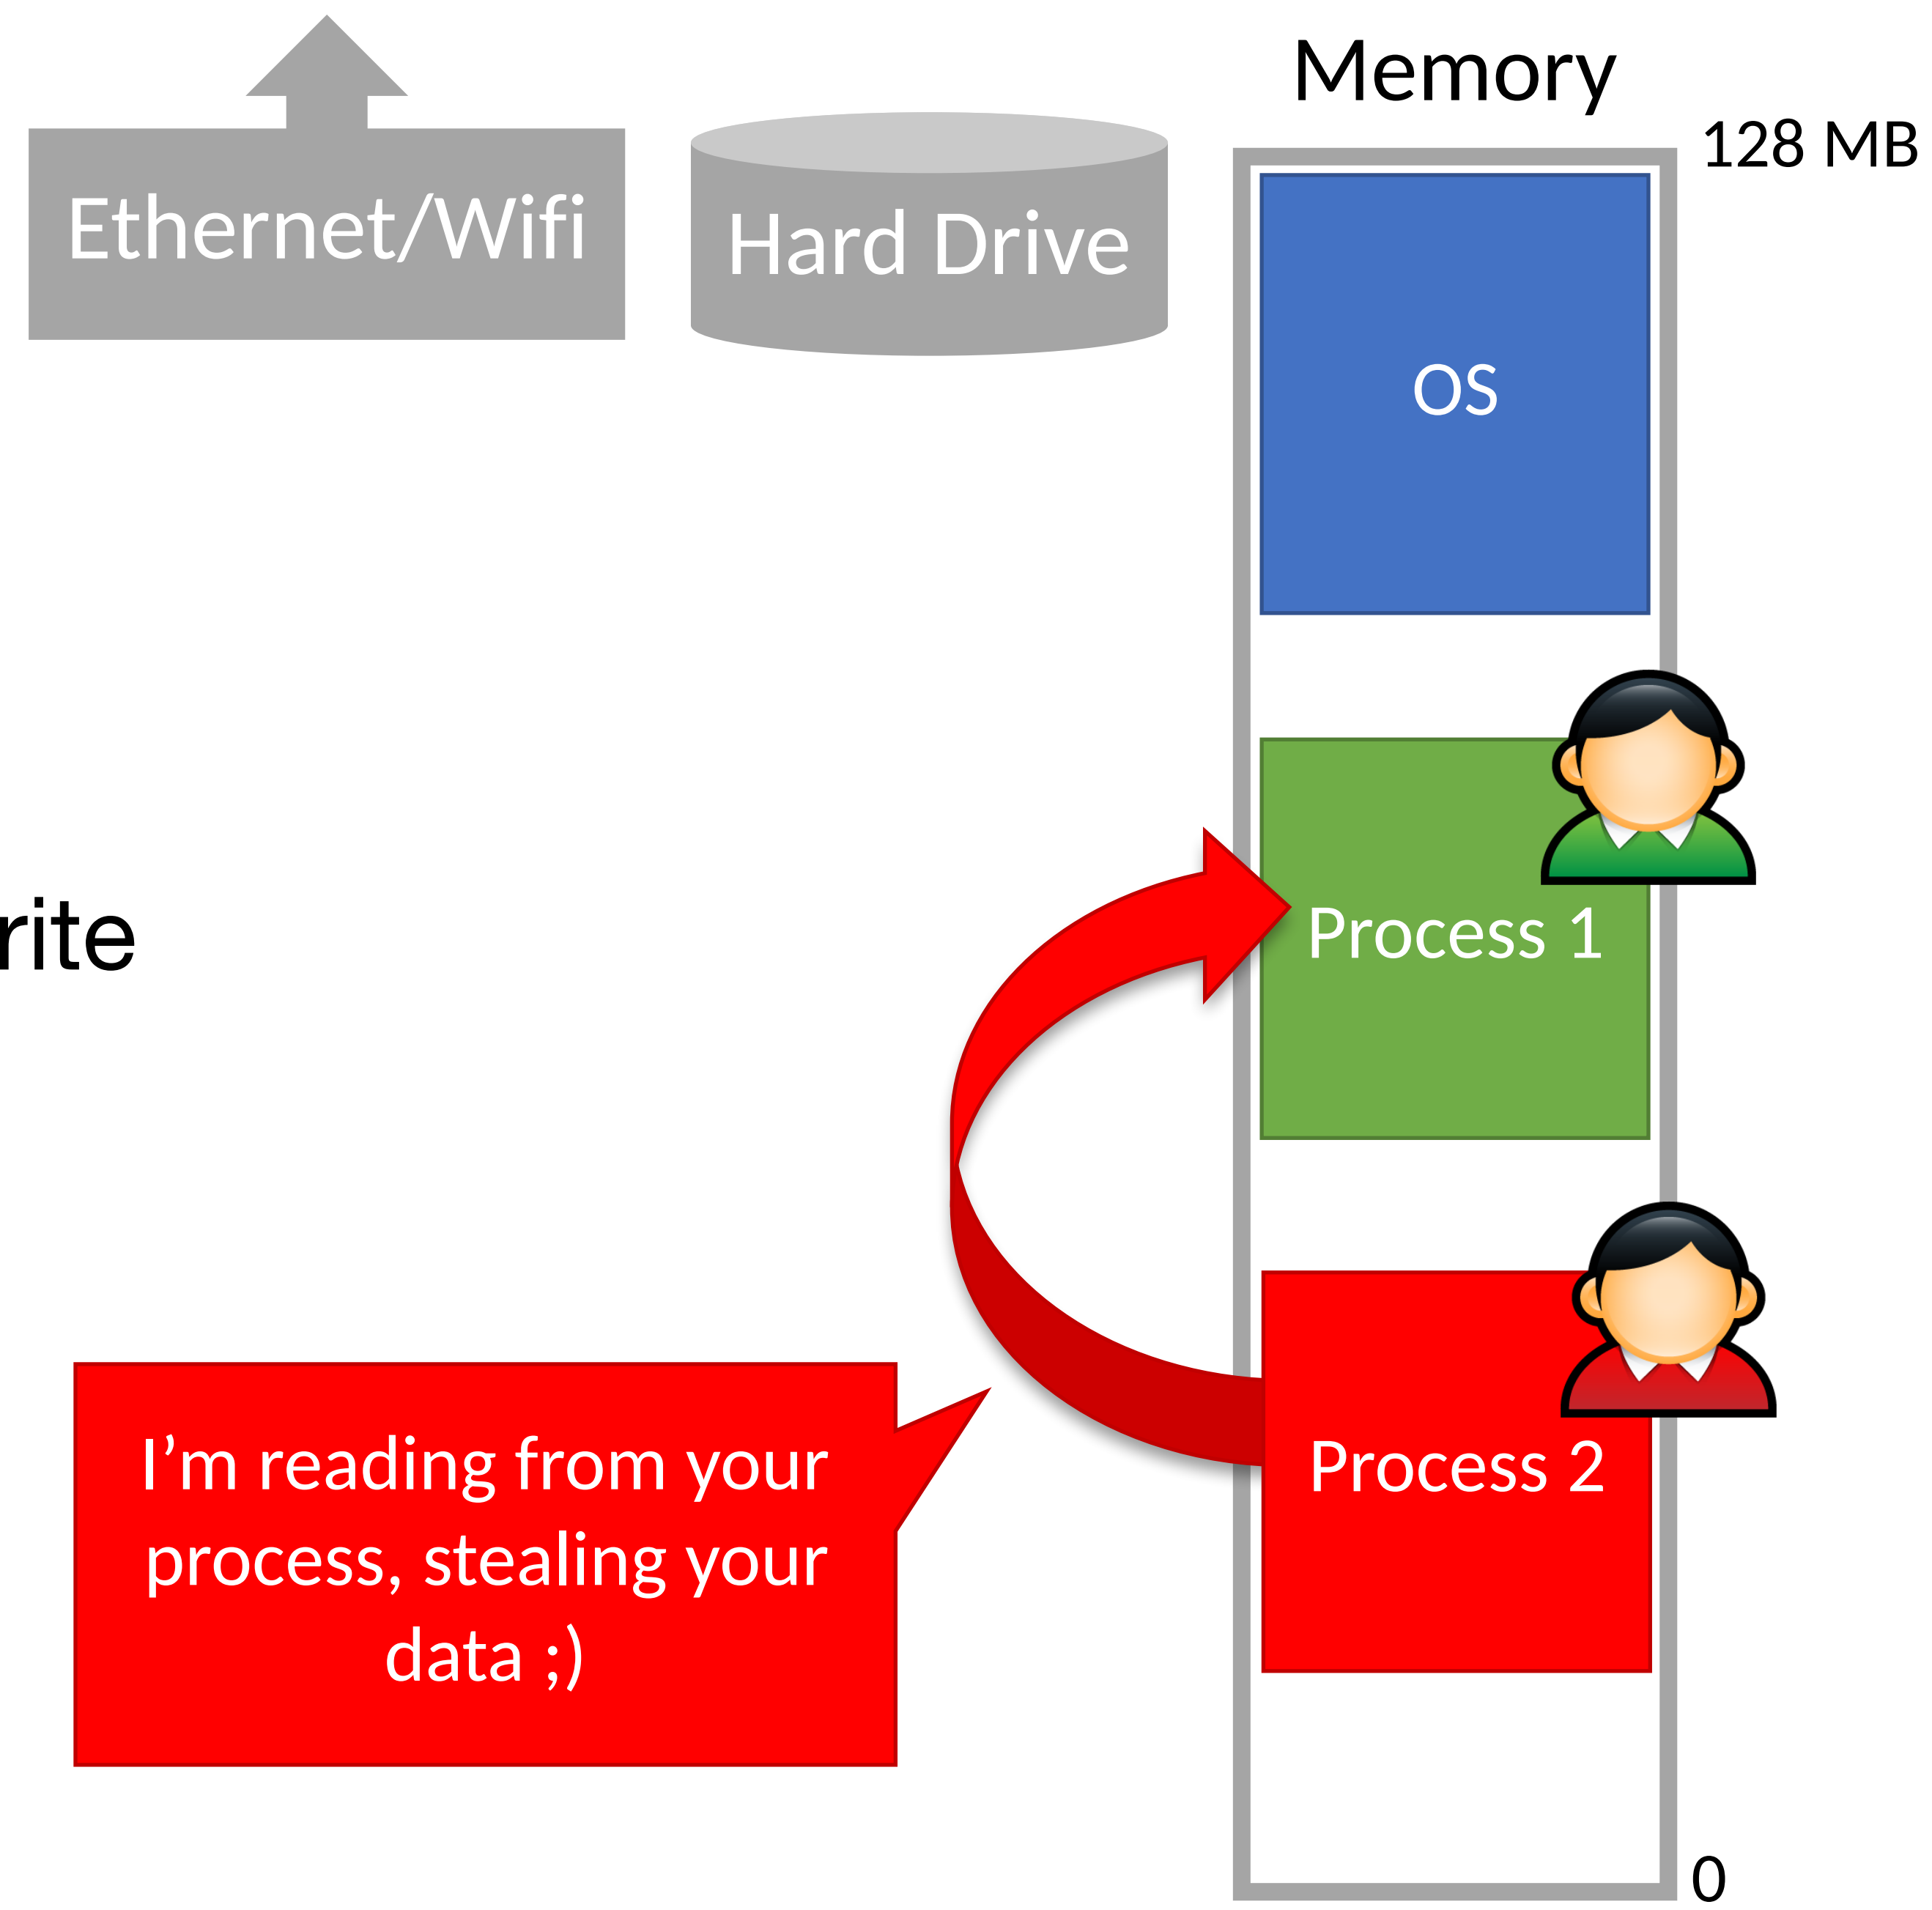 Memory
128 MB
Ethernet/Wifi
Hard Drive
OS
rite
Process 1
I'm reading from your
process, stealing your
data ;)
Process 2
0